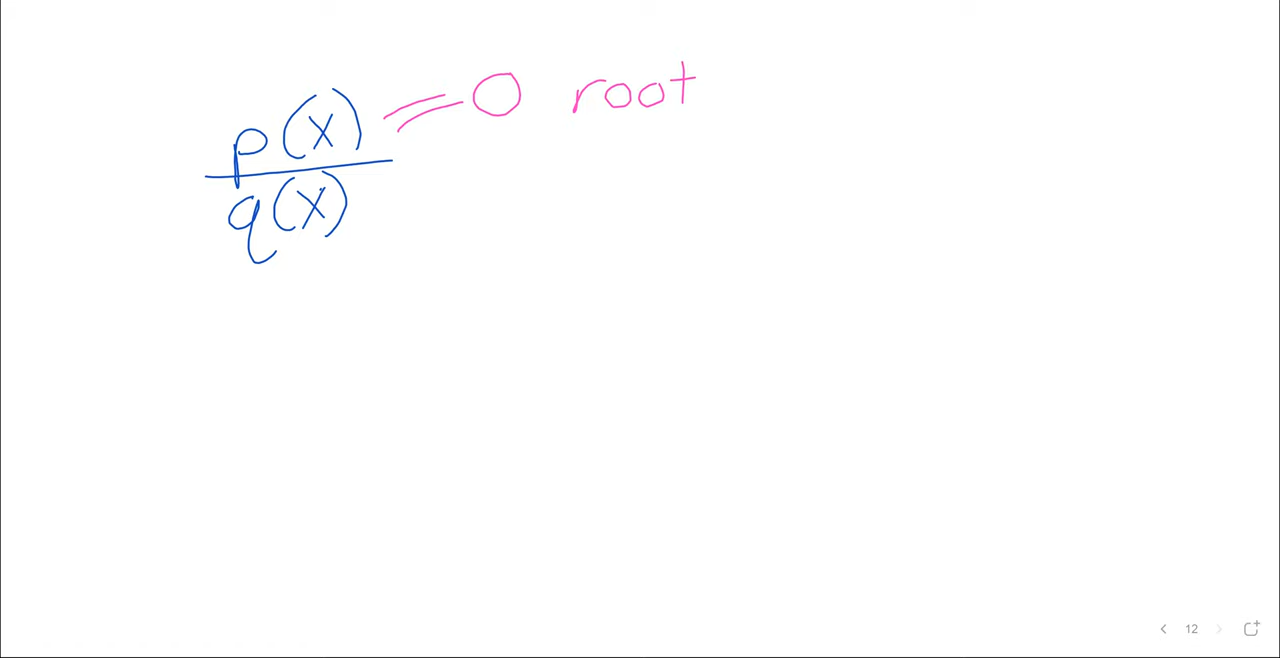 p(x) = 0 root
q(x)
12